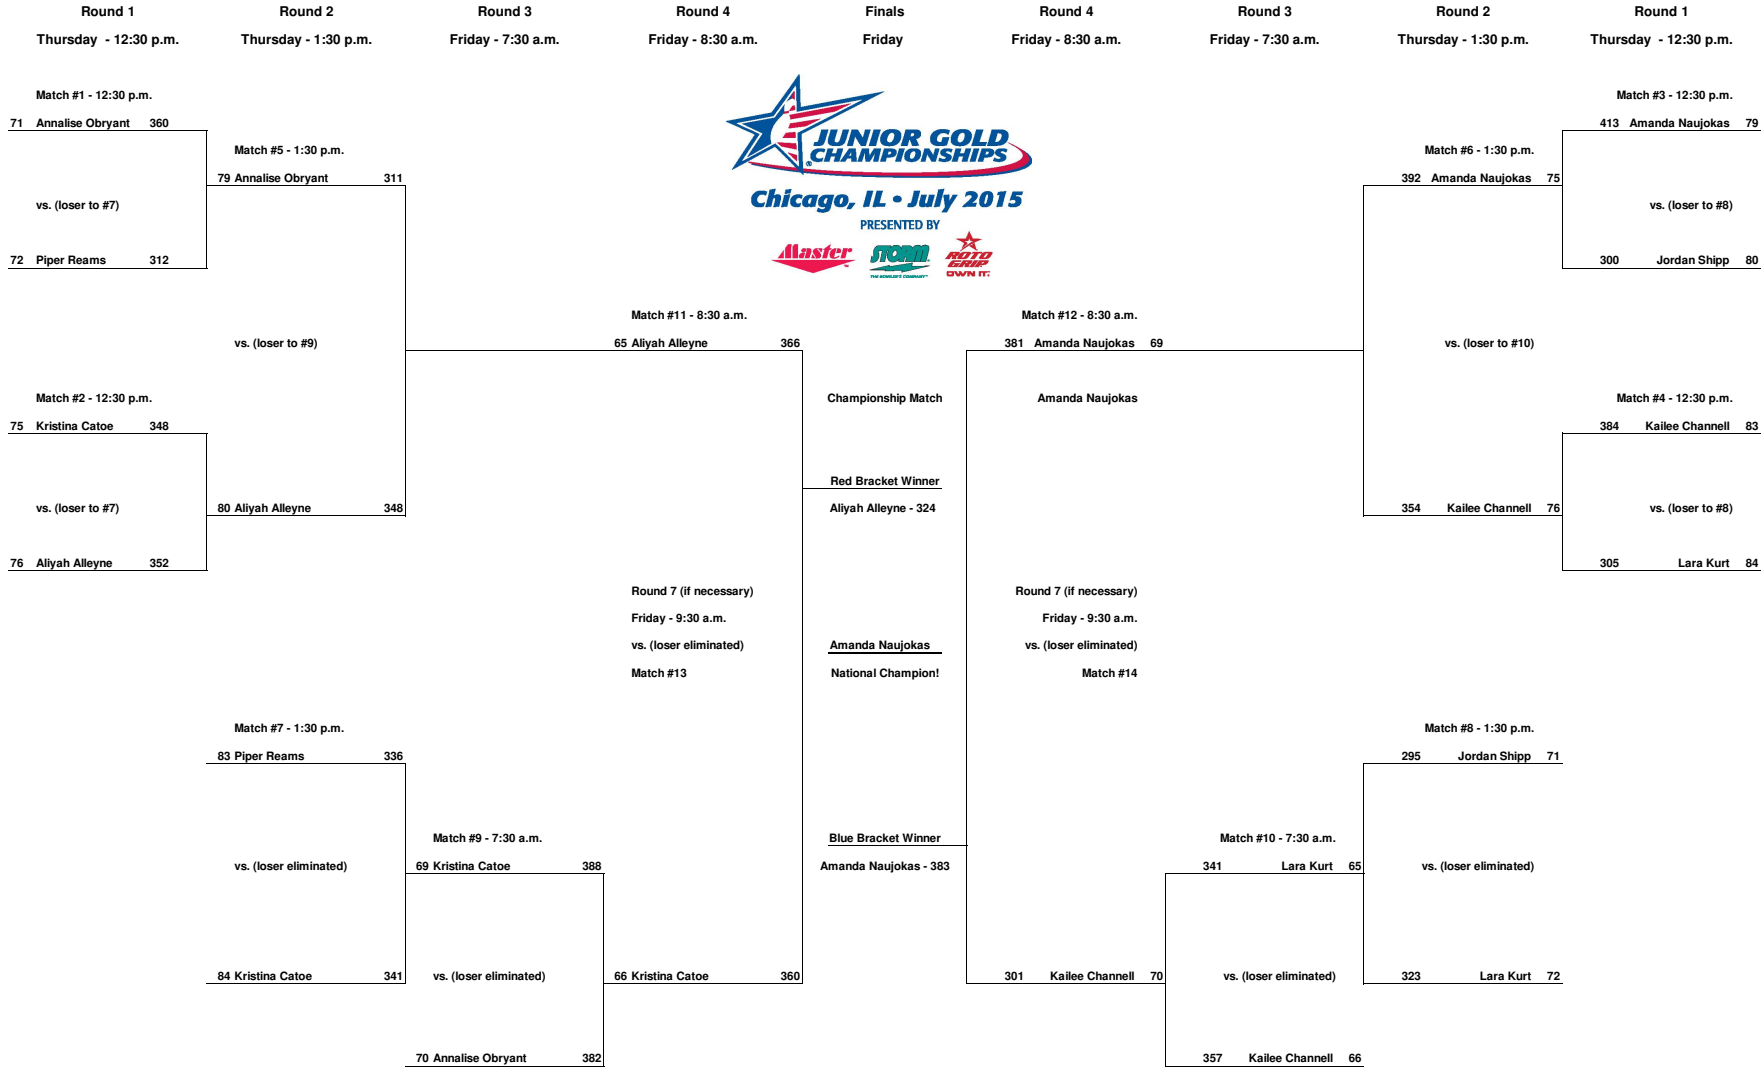 Round 1 Round 2 Round 3 Round 4 Finals Round 4 Round 3 Round 2 Round 1
Thursday - 12:30 p.m. Thursday - 1:30 p.m. Friday - 7:30 a.m. Friday - 8:30 a.m. Friday Friday - 8:30 a.m. Friday - 7:30 a.m. Thursday - 1:30 p.m. Thursday - 12:30 p.m.
Match #1 - 12:30 p.m. Match #3 - 12:30 p.m.
71 Annalise Obryant 360 413 Amanda Naujokas 79
JUNIOR GOLD
CHAMPIONSHIPS
®
Match #5 - 1:30 p.m. Match #6 - 1:30 p.m.
79 Annalise Obryant 311 392 Amanda Naujokas 75
Chicago, IL • July 2015
vs. (loser to #7) vs. (loser to #8)
PRESENTED BY
Master STORM ROTO
GRIP
THE BOWLER'S COMPANY™ OWN IT.
72 Piper Reams 312 300 Jordan Shipp 80
Match #11 - 8:30 a.m. Match #12 - 8:30 a.m.
vs. (loser to #9) 65 Aliyah Alleyne 366 381 Amanda Naujokas 69 vs. (loser to #10)
Match #2 - 12:30 p.m. Championship Match Amanda Naujokas Match #4 - 12:30 p.m.
75 Kristina Catoe 348 384 Kailee Channell 83
Red Bracket Winner
vs. (loser to #7) 80 Aliyah Alleyne 348 Aliyah Alleyne - 324 354 Kailee Channell 76 vs. (loser to #8)
76 Aliyah Alleyne 352 305 Lara Kurt 84
Round 7 (if necessary) Round 7 (if necessary)
Friday - 9:30 a.m. Friday - 9:30 a.m.
vs. (loser eliminated) Amanda Naujokas vs. (loser eliminated)
Match #13 National Champion! Match #14
Match #7 - 1:30 p.m. Match #8 - 1:30 p.m.
83 Piper Reams 336 295 Jordan Shipp 71
Match #9 - 7:30 a.m. Blue Bracket Winner Match #10 - 7:30 a.m.
vs. (loser eliminated) 69 Kristina Catoe 388 Amanda Naujokas - 383 341 Lara Kurt 65 vs. (loser eliminated)
84 Kristina Catoe 341 vs. (loser eliminated) 66 Kristina Catoe 360 301 Kailee Channell 70 vs. (loser eliminated) 323 Lara Kurt 72
70 Annalise Obryant 382 357 Kailee Channell 66